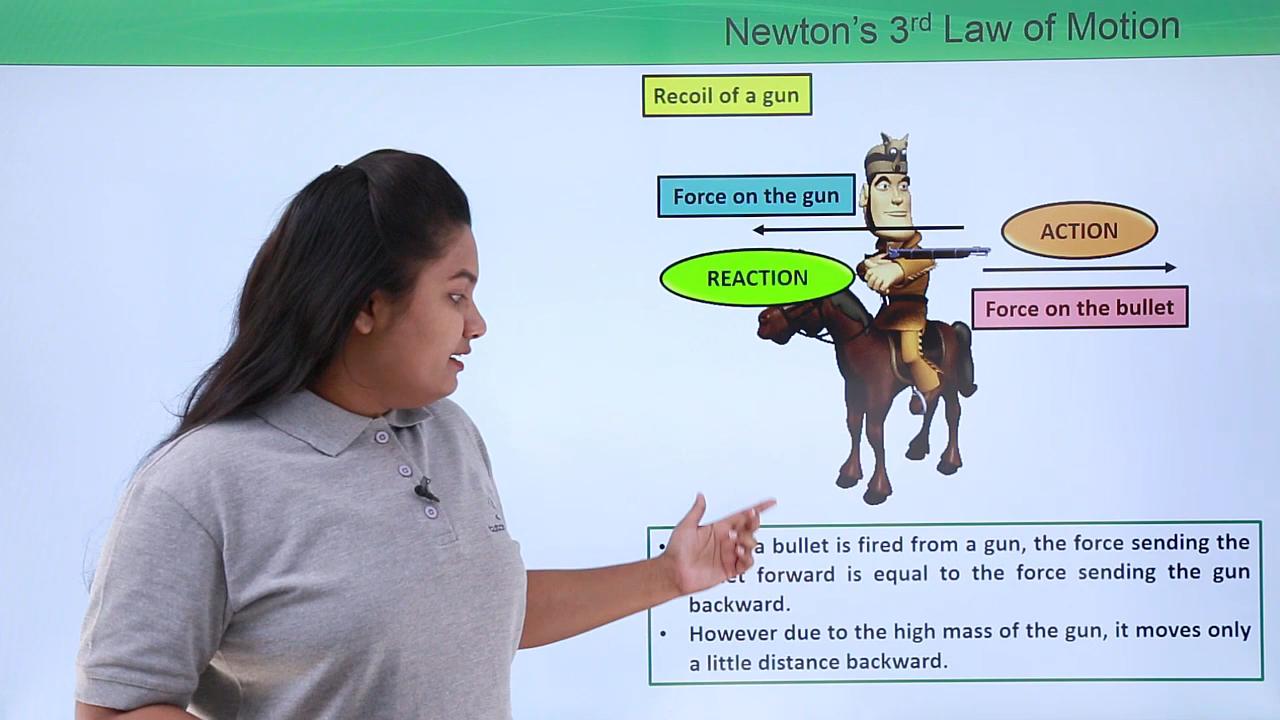 Newton's 3rd Law of Motion
Recoil of a gun
Force on the gun
ACTION
REACTION
Force on the bullet
• a bullet is fired from a gun, the force sending the
forward is equal to the force sending the gun
backward.
• However due to the high mass of the gun, it moves only
a little distance backward.